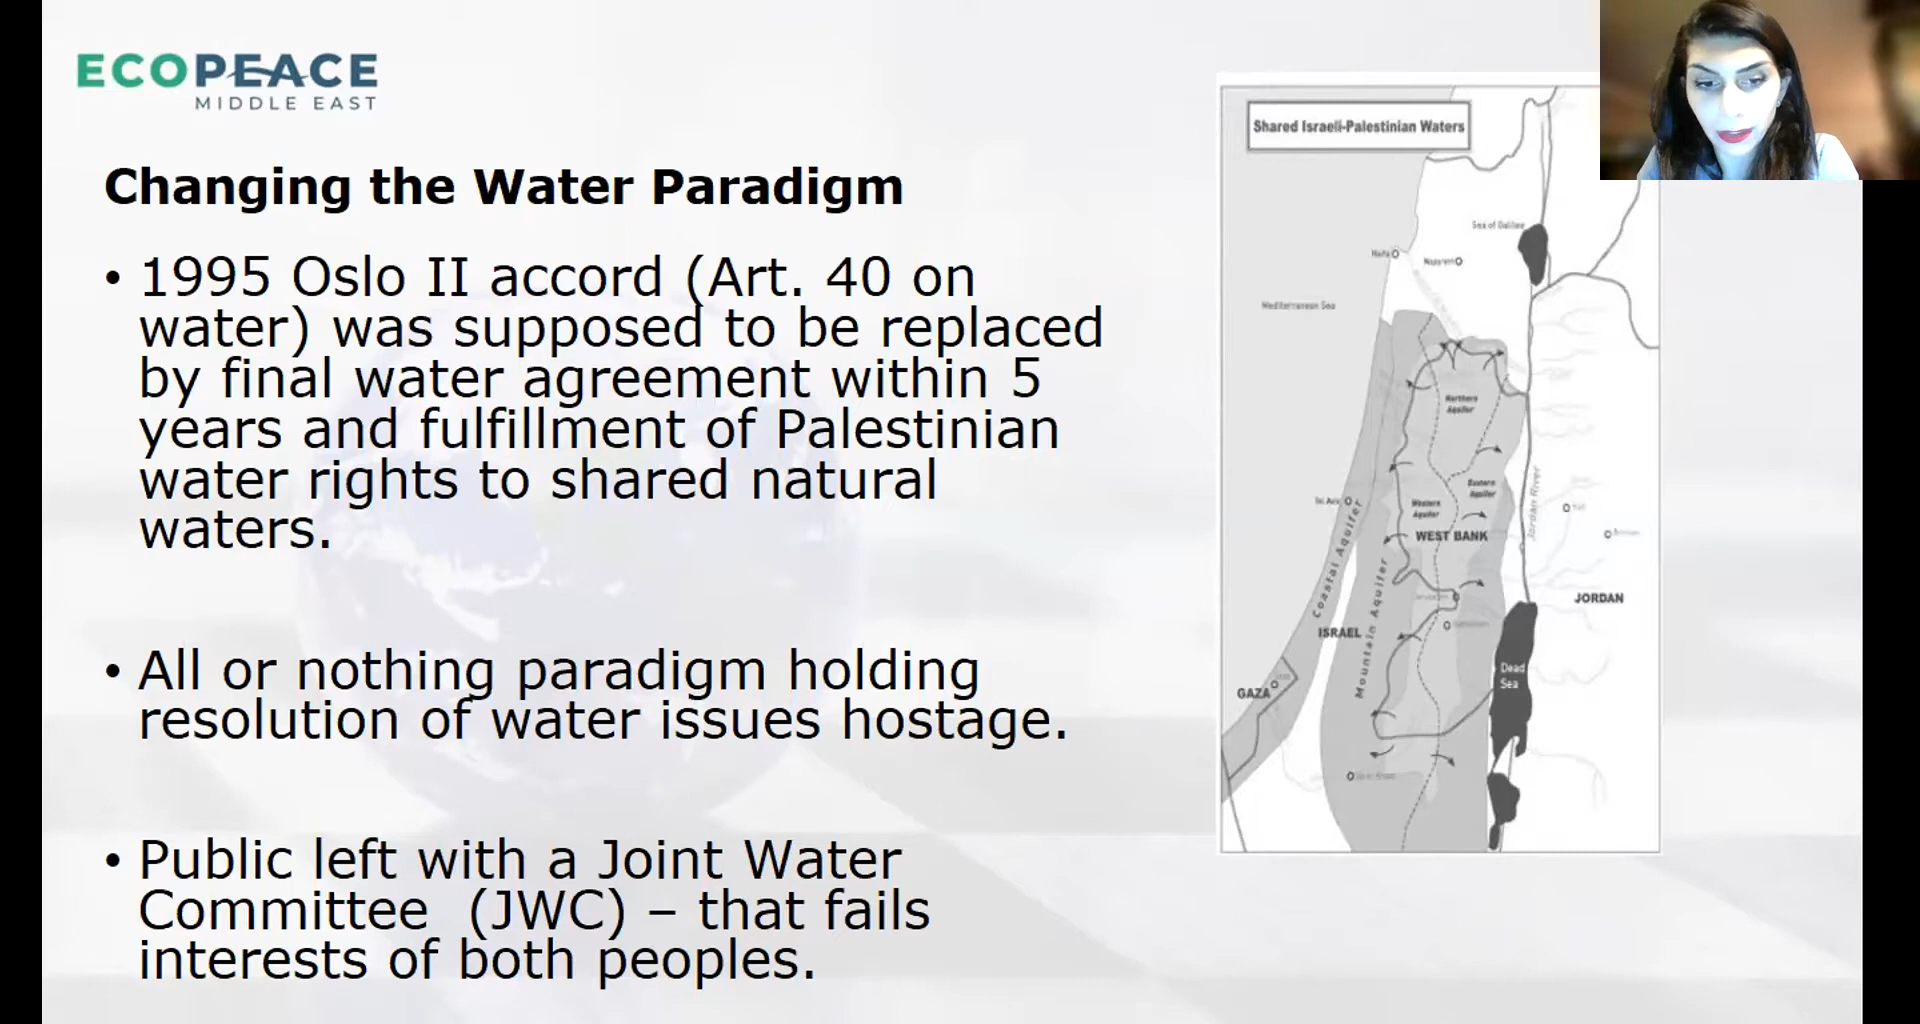 ECOPEACE
MIDDLE EAST
Changing the Water Paradigm
• 1995 Oslo II accord (Art. 40 on
water) was supposed to be replaced
by final water agreement within 5
years and fulfillment of Palestinian
water rights to shared natural
waters.
• All or nothing paradigm holding
resolution of water issues hostage.
• Public left with a Joint Water
Committee (JWC) – that fails
interests of both peoples.
Shared Israeli-Palestinian Waters
Sea of Galilee
Haifa
Nazareth
Mediterranean Sea
Northern
Aquifer
Eastern
Aquifer
Western
Aquifer
Jordan River
Tel Aviv
WEST BANK
Coastal Aquifer
Mountain Aquifer
JORDAN
ISRAEL
Dead
Sea
GAZA